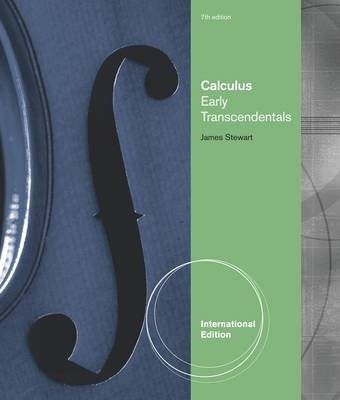 7th edition
Calculus
Early
Transcendentals
James Stewart
International
Edition